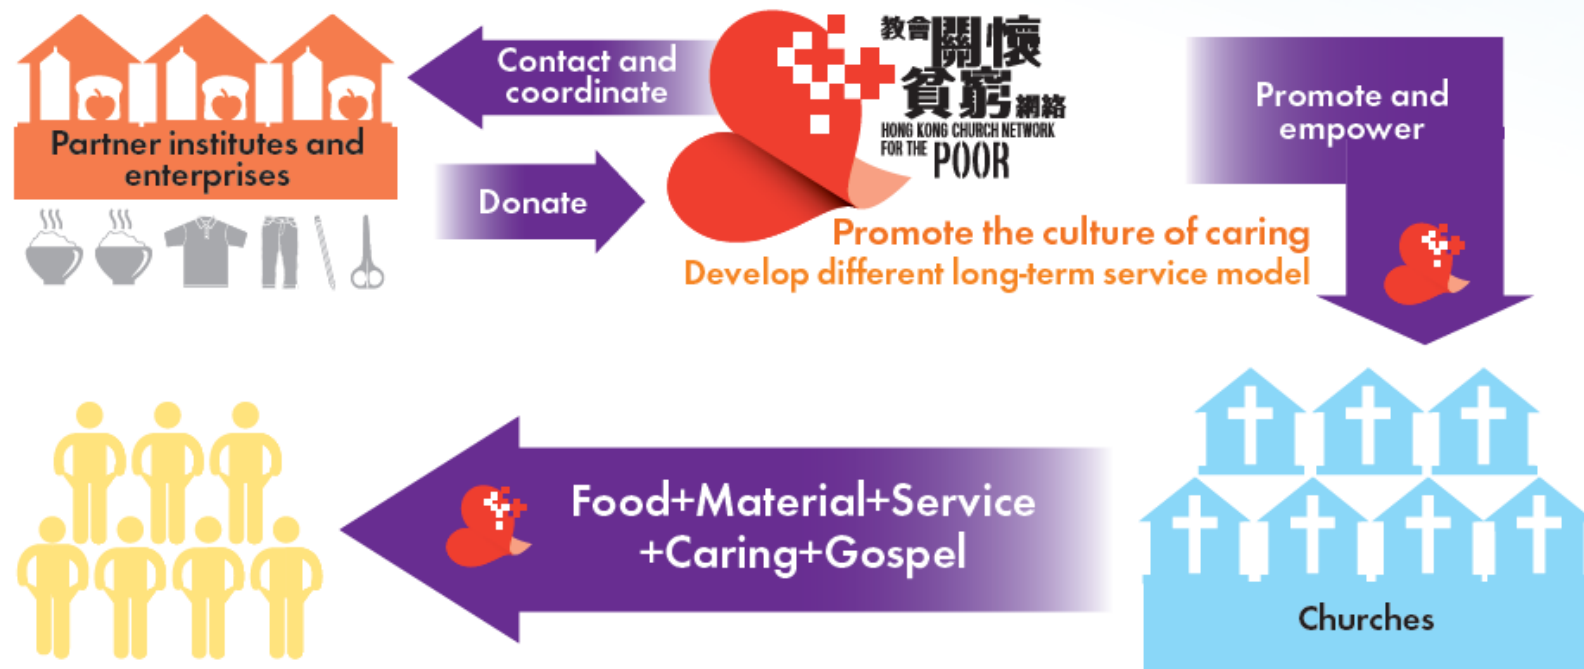 Partner institutes and
enterprises
Contact and
coordinate
Donate
教會關懷
貧窮網絡
HONG KONG CHURCH NETWORK
FOR THE POOR
Promote the culture of caring
Develop different long-term service model
Promote and
empower
Food+Material+Service
+Caring+Gospel
Churches